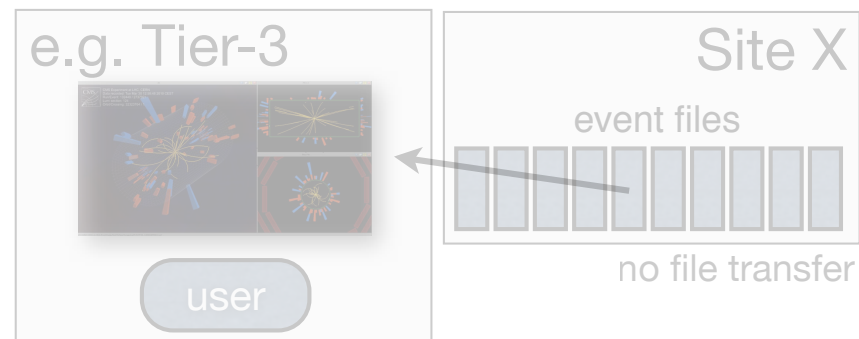 e.g. Tier-3
Site X
event files
no file transfer
user